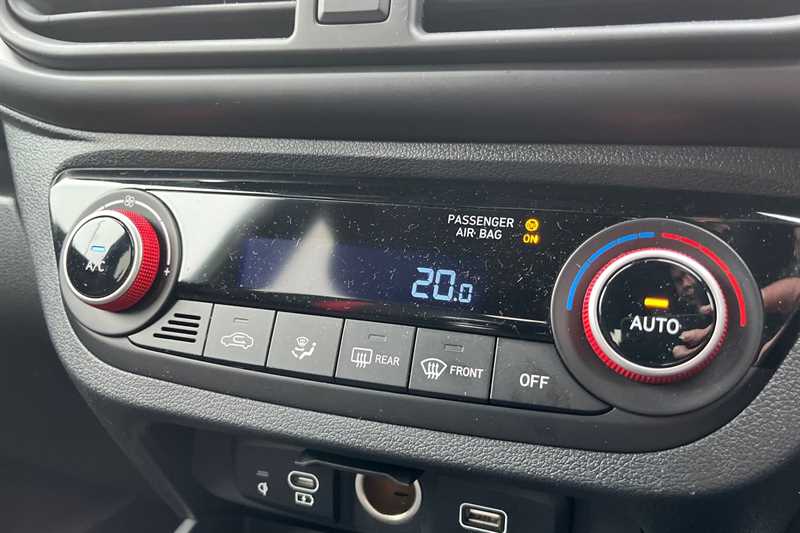 PASSENGER
AIR BAG
ON
20.0
A/C
AUTO
REAR
FRONT
OFF